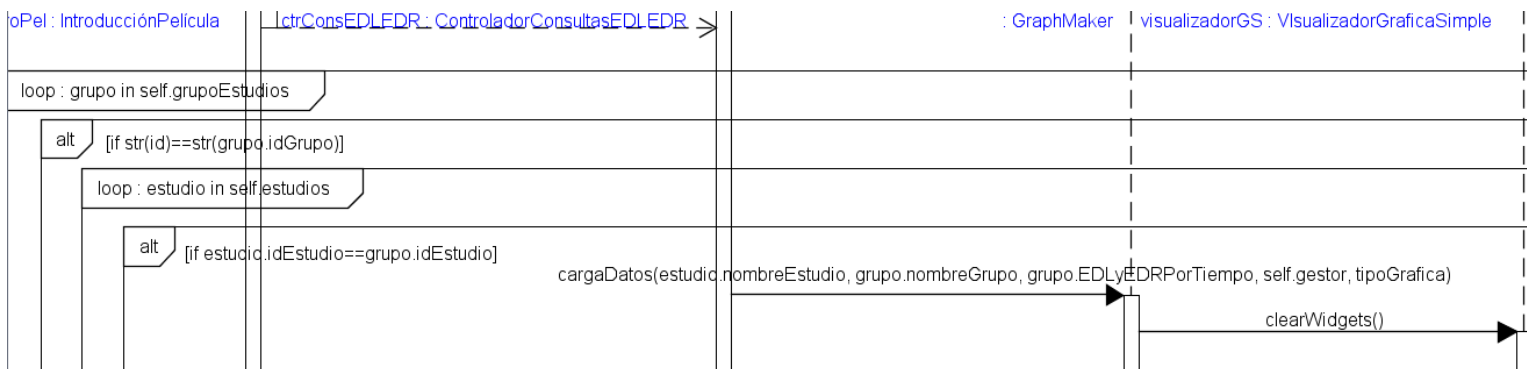 oPel : IntroducciónPelícula
ctrConsEDLEDR : ControladorConsultasEDLEDR
: GraphMaker
visualizadorGS : VIsualizadorGraficaSimple
loop : grupo in self.grupoEstudios
alt
[if str(id)==str(grupo.idGrupo)]
loop : estudio in self.estudios
alt
[if estudio.idEstudio==grupo.idEstudio]
cargaDatos(estudio.nombreEstudio, grupo.nombreGrupo, grupo.EDLyEDRPorTiempo, self.gestor, tipoGrafica)
clearWidgets()